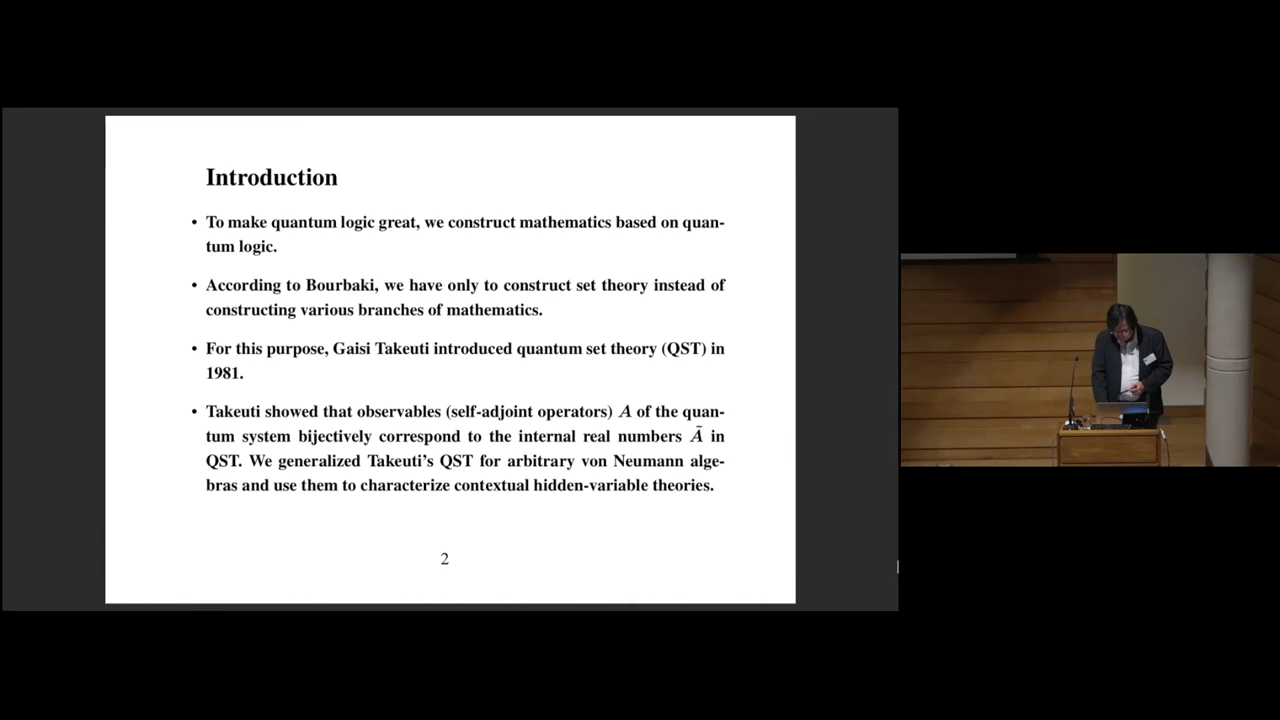 Introduction
• To make quantum logic great, we construct mathematics based on quan-
tum logic.
• According to Bourbaki, we have only to construct set theory instead of
constructing various branches of mathematics.
• For this purpose, Gaisi Takeuti introduced quantum set theory (QST) in
1981.
• Takeuti showed that observables (self-adjoint operators) A of the quan-
tum system bijectively correspond to the internal real numbers Ã in
QST. We generalized Takeuti's QST for arbitrary von Neumann alge-
bras and use them to characterize contextual hidden-variable theories.
2